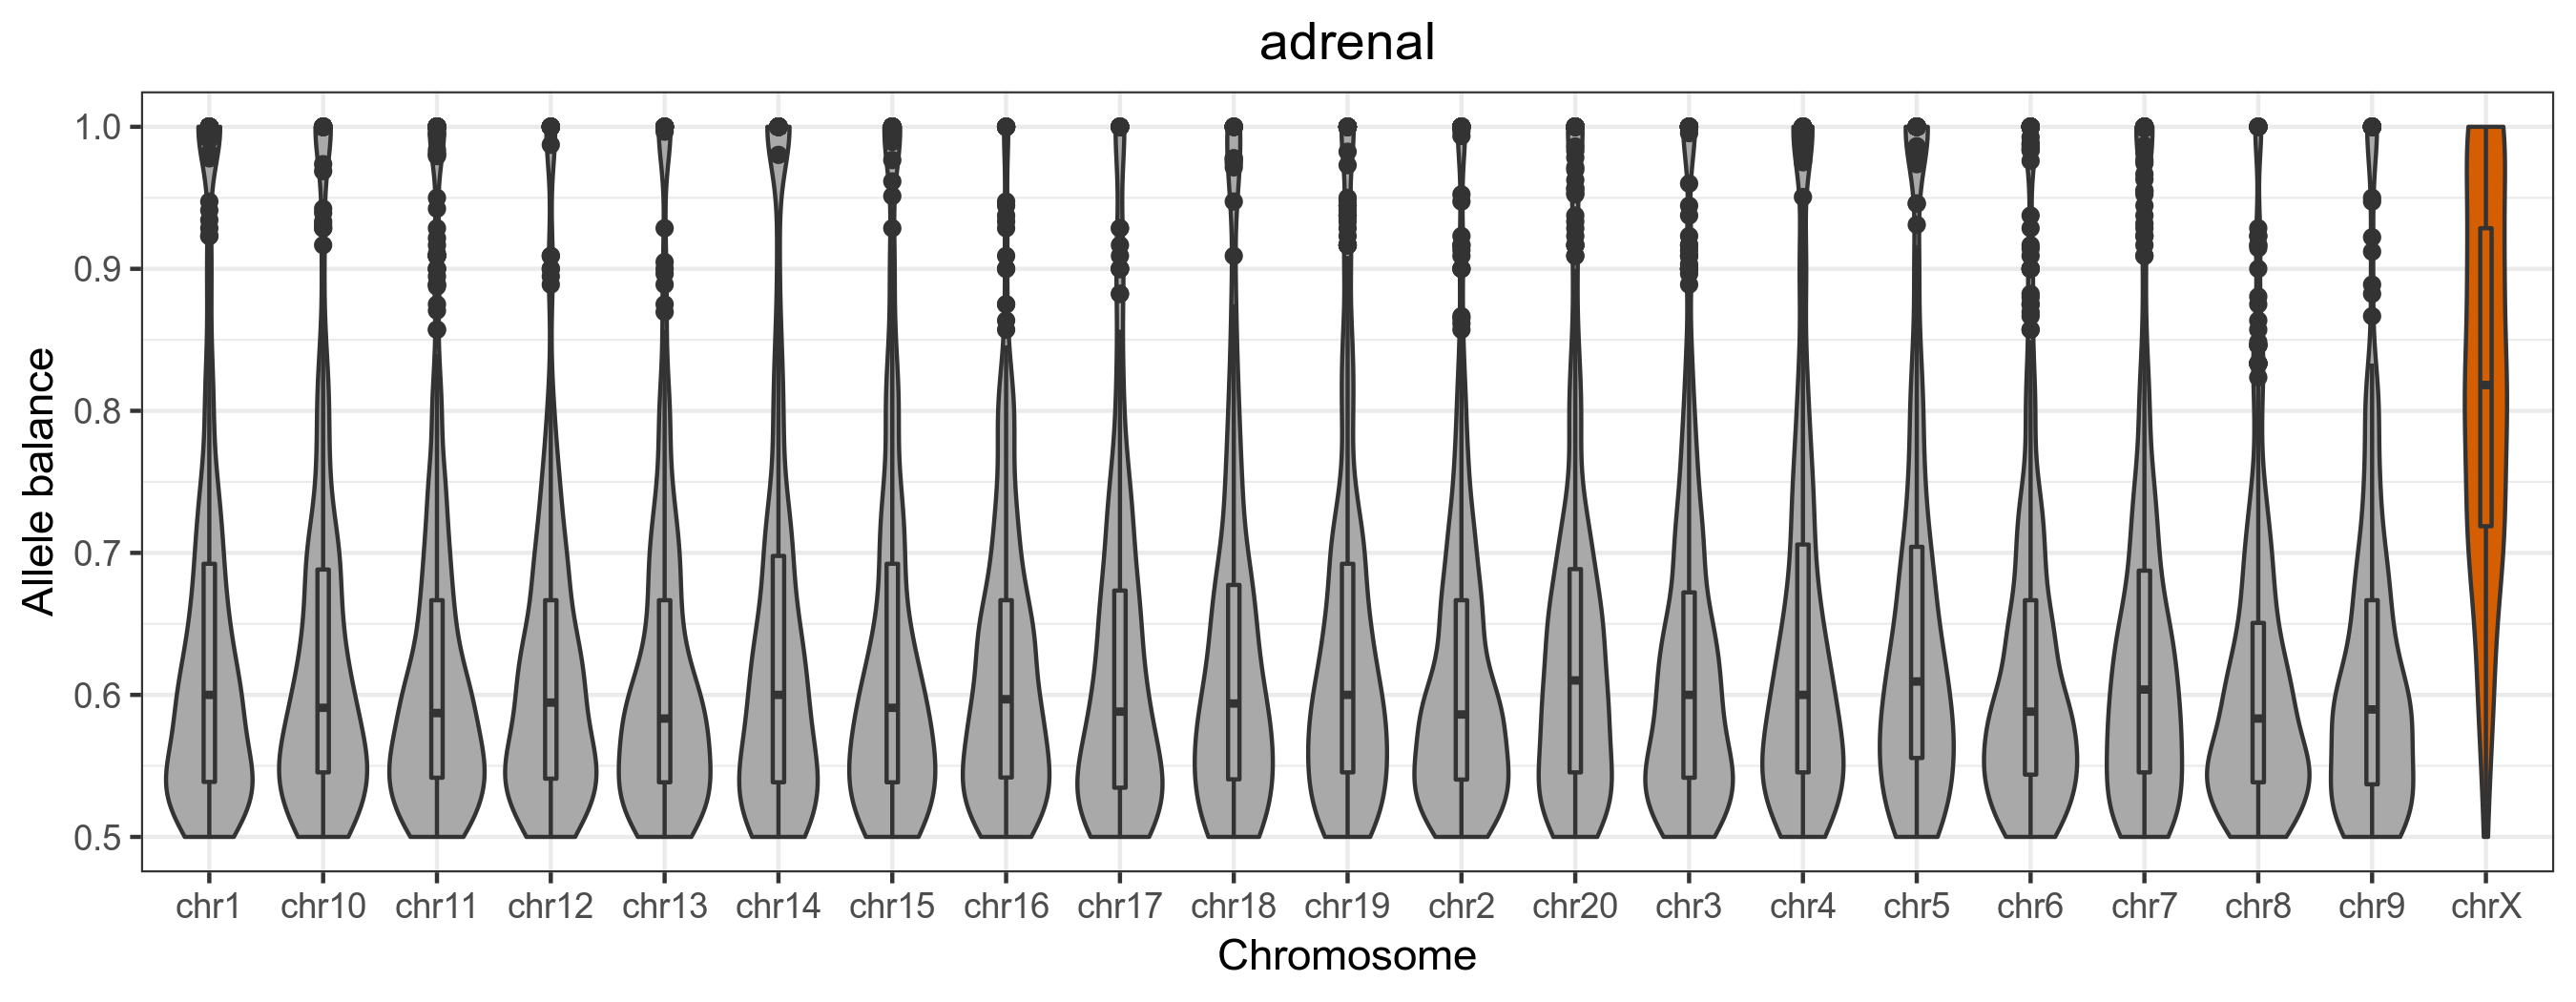 adrenal
Allele balance
1.0
0.9
0.8
0.7
0.6
0.5
chr1 chr10 chr11 chr12 chr13 chr14 chr15 chr16 chr17 chr18 chr19 chr2 chr20 chr3 chr4 chr5 chr6 chr7 chr8 chr9 chrX
Chromosome